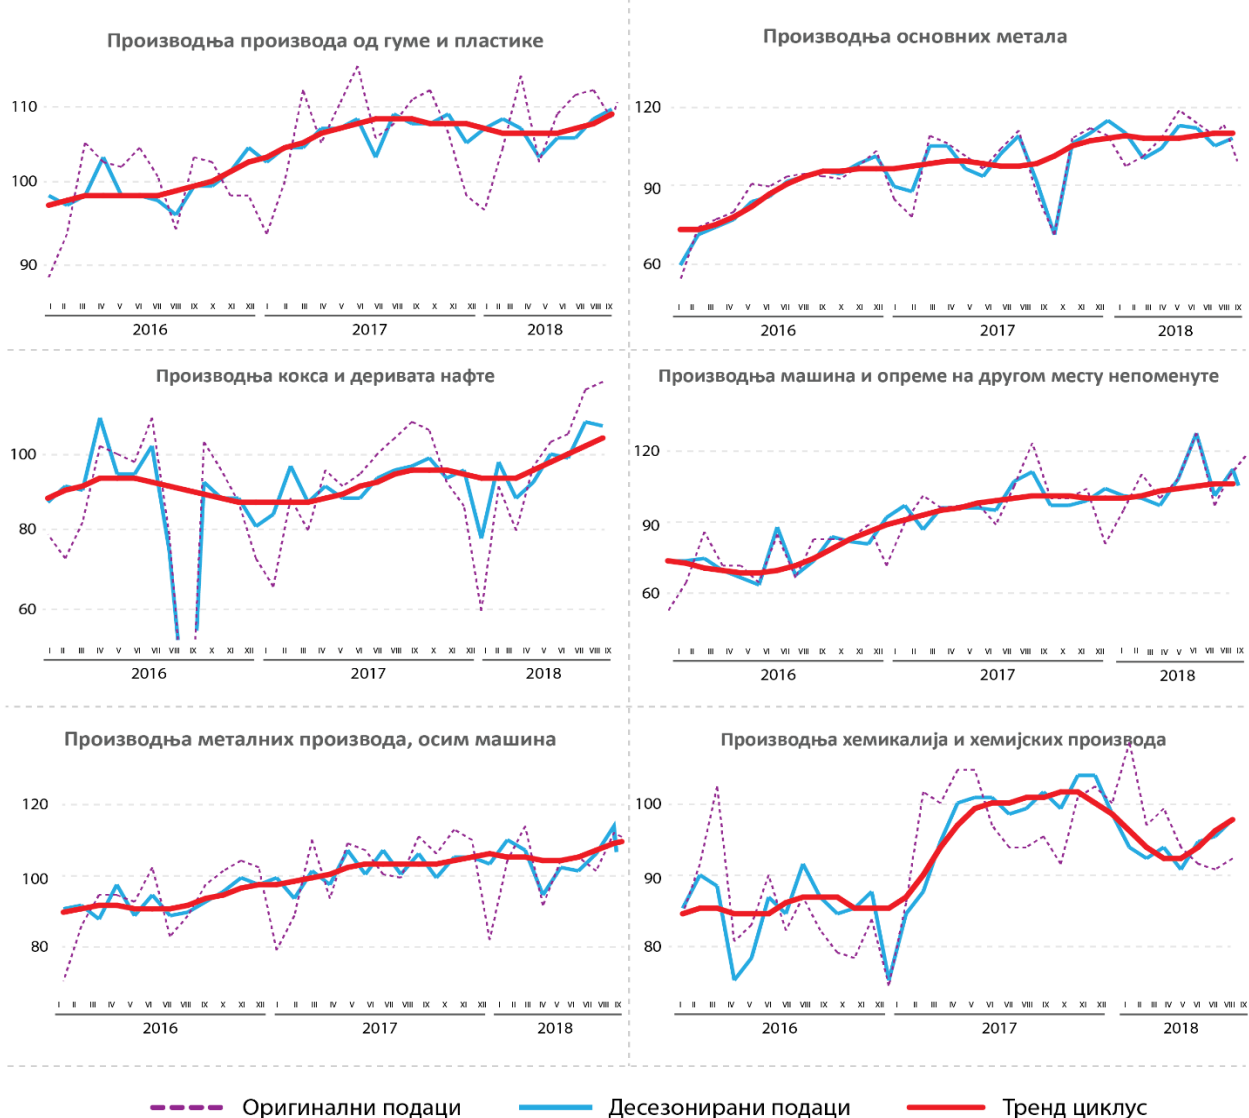 Производња производа од гуме и пластике
110
100
90
I II III IV V VI VII VIII IX X XI XII I II III IV V VI VII VIII IX X XI XII I II III IV V VI VII VIII IX
2016 2017 2018
Производња основних метала
120
90
60
I II III IV V VI VII VIII IX X XI XII I II III IV V VI VII VIII IX X XI XII I II III IV V VI VII VIII IX
2016 2017 2018
Производња кокса и деривата нафте
100
80
60
I II III IV V VI VII VIII IX X XI XII I II III IV V VI VII VIII IX X XI XII I II III IV V VI VII VIII IX
2016 2017 2018
Производња машина и опреме на другом месту непоменуте
120
90
60
I II III IV V VI VII VIII IX X XI XII I II III IV V VI VII VIII IX X XI XII I II III IV V VI VII VIII IX
2016 2017 2018
Производња металних производа, осим машина
120
100
80
I II III IV V VI VII VIII IX X XI XII I II III IV V VI VII VIII IX X XI XII I II III IV V VI VII VIII IX
2016 2017 2018
Производња хемикалија и хемијских производа
100
90
80
I II III IV V VI VII VIII IX X XI XII I II III IV V VI VII VIII IX X XI XII I II III IV V VI VII VIII IX
2016 2017 2018
Оригинални подаци Десезонирани подаци Тренд циклус